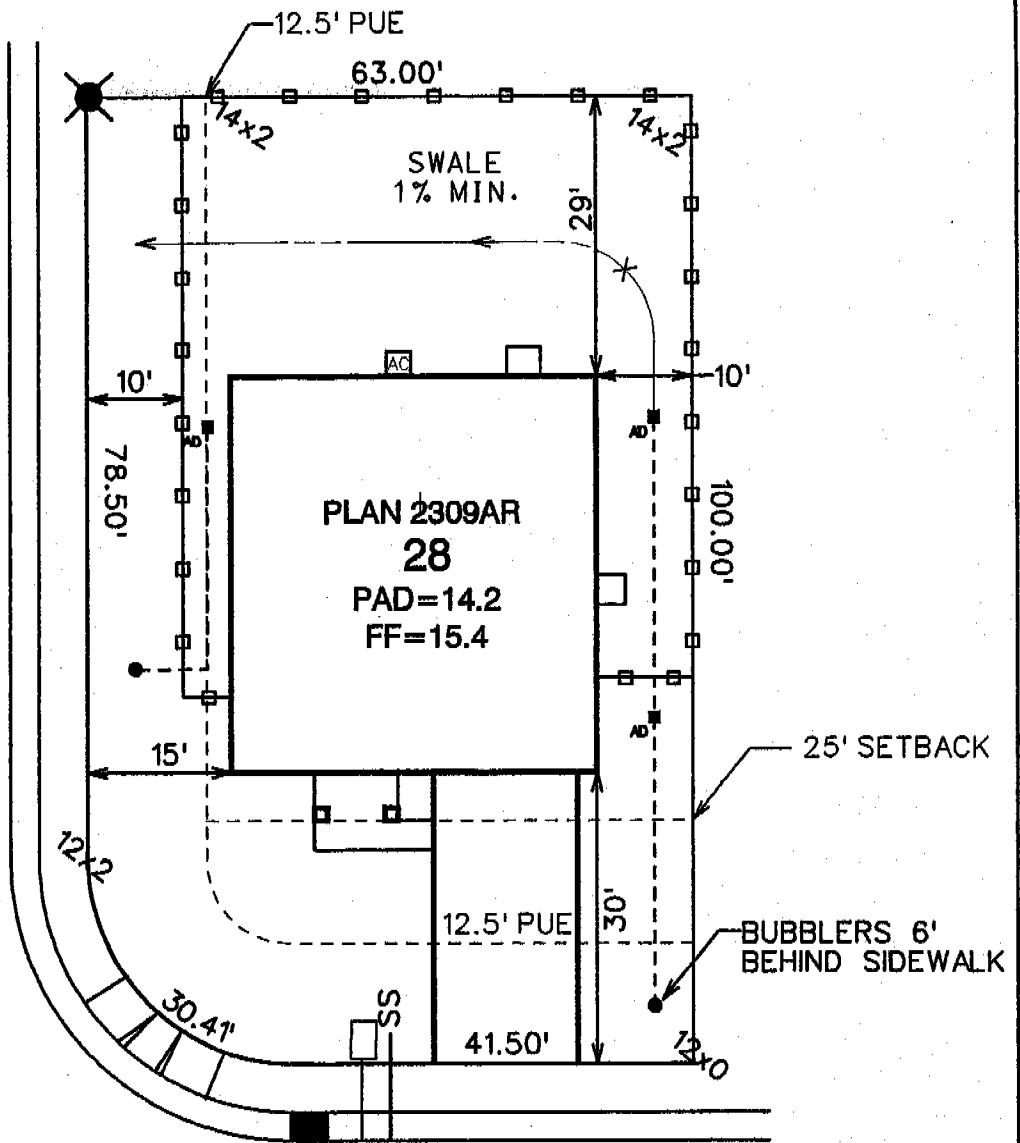 12.5' PUE
63.00'
14x2
14x2
SWALE
1% MIN.
29'
AC
10'
10'
AD
AD
78.50'
100.00'
PLAN 2309AR
28
PAD=14.2
FF=15.4
AD
15'
25' SETBACK
12x2
12.5' PUE
30'
BUBBLERS 6'
BEHIND SIDEWALK
30.41'
SS
41.50'
12x0